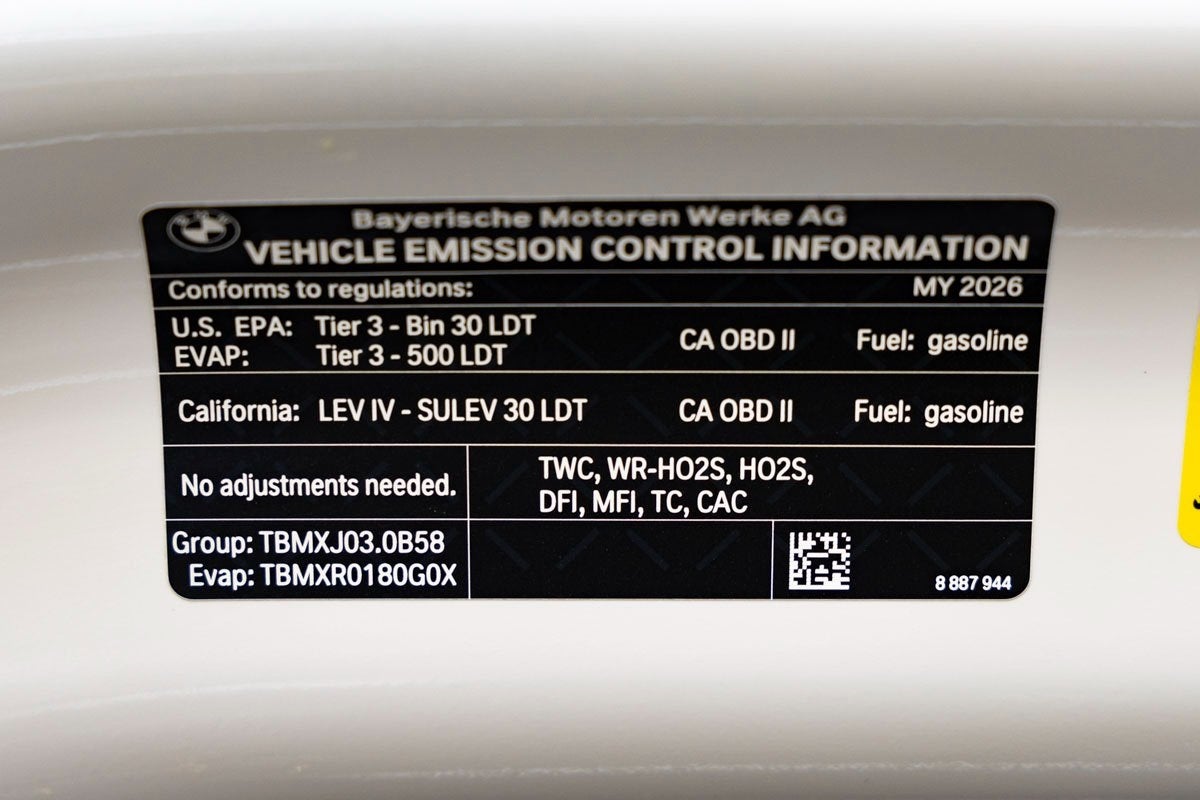 Bayerische Motoren Werke AG
VEHICLE EMISSION CONTROL INFORMATION
Conforms to regulations: MY 2026
U.S. EPA: Tier 3 - Bin 30 LDT CA OBD II Fuel: gasoline
EVAP: Tier 3 - 500 LDT
California: LEV IV - SULEV 30 LDT CA OBD II Fuel: gasoline
No adjustments needed.
TWC, WR-HO2S, HO2S,
DFI, MFI, TC, CAC
Group: TBMXJ03.0B58
Evap: TBMXR0180G0X
8 887 944